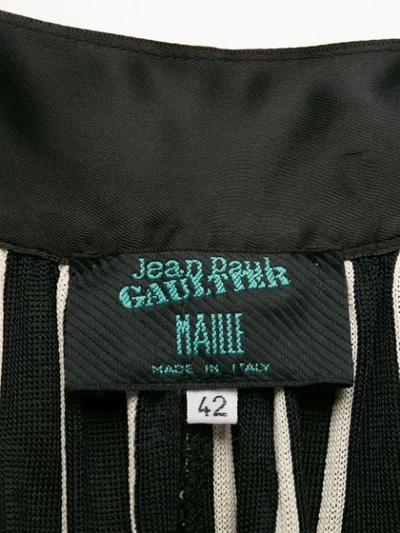 Jean Paul
GAULTIER
MAILLE
MADE IN ITALY
42